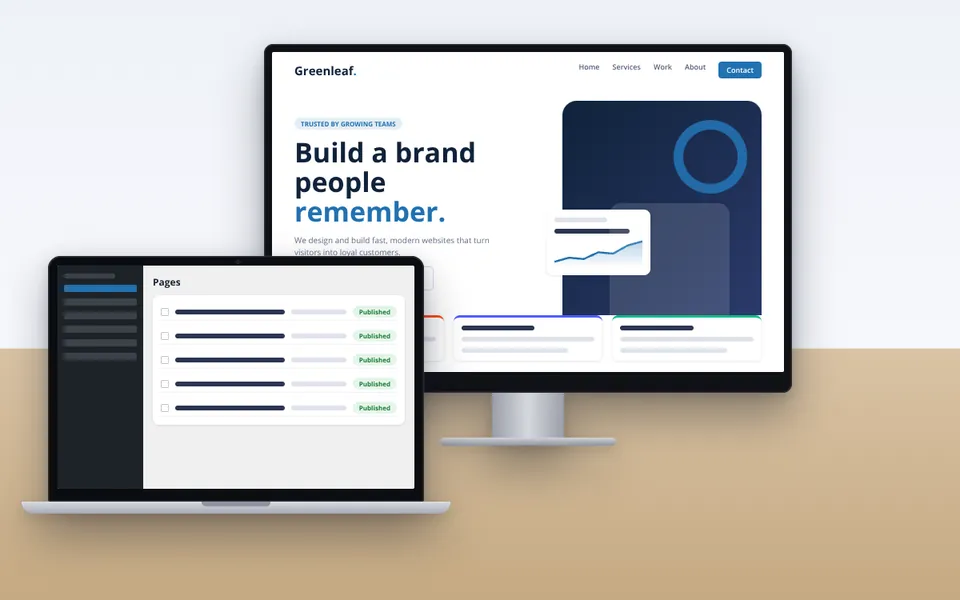 Greenleaf.
Home Services Work About Contact
TRUSTED BY GROWING TEAMS
Build a brand
people
remember.
We design and build fast, modern websites that turn
visitors into loyal customers.
Pages
Published
Published
Published
Published
Published